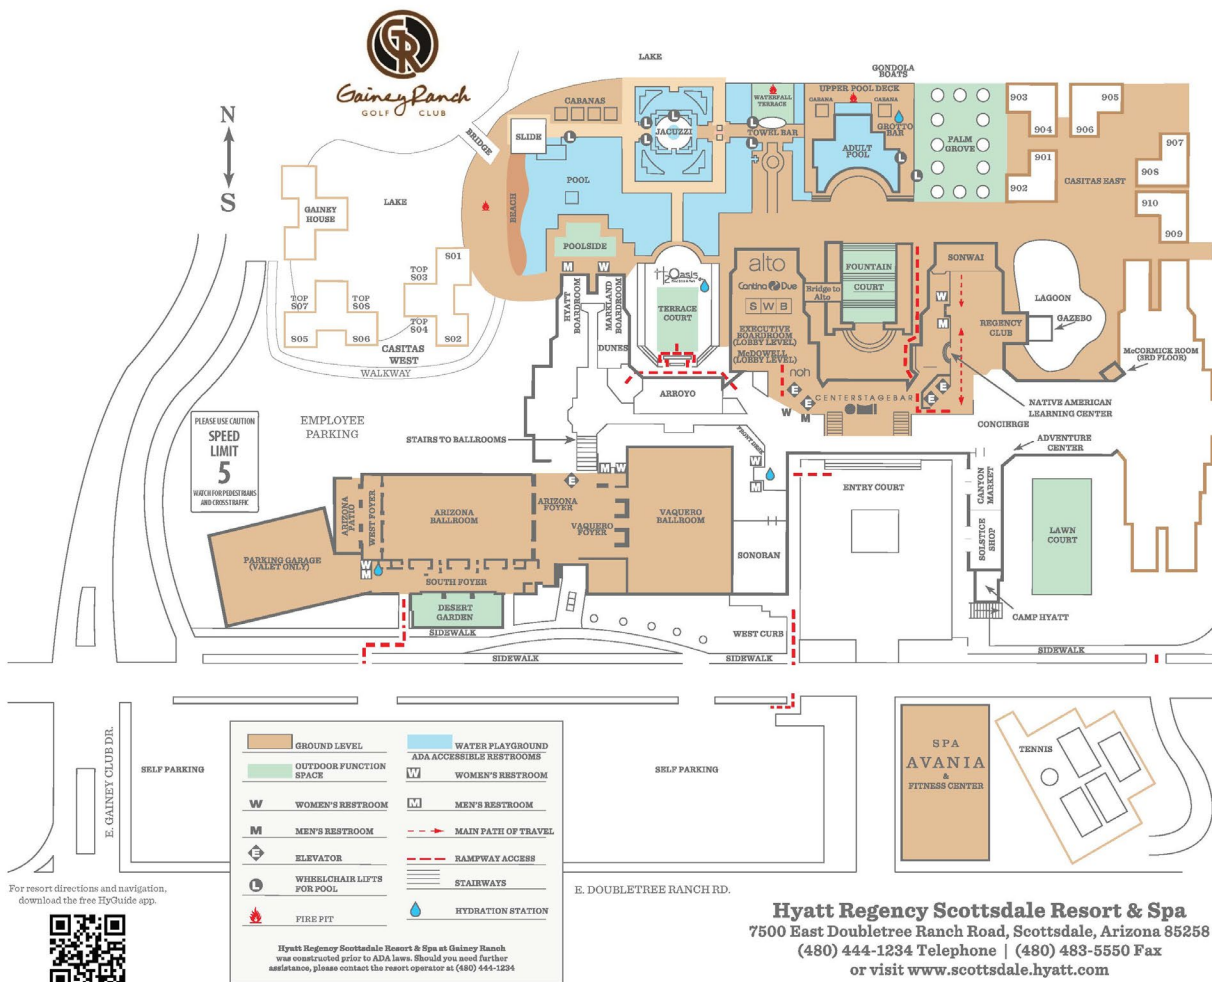 GR
Gainey Ranch
GOLF CLUB
N
S
LAKE
GONDOLA
BOATS
BRIDGE
SLIDE
CABANAS
JACUZZI
WATERFALL
TERRACE
TOWEL BAR
UPPER POOL DECK
CABANA
CABANA
GROTTO
BAR
ADULT
POOL
PALM
GROVE
903
904
905
906
901
902
907
908
910
909
CASITAS EAST
LAKE
GAINEY
HOUSE
BEACH
POOL
POOLSIDE
L
L
L
L
L
L
L
L
TOP
S03
S01
TOP
S07
TOP
S08
TOP
S04
S05
S06
S02
CASITAS
WEST
WALKWAY
M
W
HYATT
BOARDROOM
MARKLAND
BOARDROOM
DUNES
H2Oasis
TERRACE
COURT
ARROYO
alto
Cantina Due
SWB
EXECUTIVE
BOARDROOM
(LOBBY LEVEL)
McDOWELL
(LOBBY LEVEL)
noh
E
E
W
M
Bridge to
Alto
FOUNTAIN
COURT
CENTERSTAGEBAR
SONWAI
W
M
E
E
REGENCY
CLUB
LAGOON
GAZEBO
McCORMICK ROOM
(3RD FLOOR)
NATIVE AMERICAN
LEARNING CENTER
CONCIERGE
ADVENTURE
CENTER
EMPLOYEE
PARKING
PLEASE USE CAUTION
SPEED
LIMIT
5
WATCH FOR PEDESTRIANS
AND CROSS TRAFFIC
STAIRS TO BALLROOMS
FRONT DESK
W
M
M
W
E
ARIZONA
PATIO
WEST FOYER
ARIZONA
BALLROOM
ARIZONA
FOYER
VAQUERO
FOYER
VAQUERO
BALLROOM
SONORAN
ENTRY COURT
CANYON
MARKET
SOLSTICE
SHOP
LAWN
COURT
CAMP HYATT
PARKING GARAGE
(VALET ONLY)
W
M
SOUTH FOYER
DESERT
GARDEN
SIDEWALK
SIDEWALK
WEST CURB
SIDEWALK
SIDEWALK
E. GAINEY CLUB DR.
SELF PARKING
SELF PARKING
SPA
AVANIA
&
FITNESS CENTER
TENNIS
GROUND LEVEL
WATER PLAYGROUND
OUTDOOR FUNCTION
SPACE
ADA ACCESSIBLE RESTROOMS
W WOMEN'S RESTROOM
W WOMEN'S RESTROOM
M MEN'S RESTROOM
M MEN'S RESTROOM
MAIN PATH OF TRAVEL
E ELEVATOR
RAMPWAY ACCESS
L WHEELCHAIR LIFTS
FOR POOL
STAIRWAYS
FIRE PIT
HYDRATION STATION
Hyatt Regency Scottsdale Resort & Spa at Gainey Ranch
was constructed prior to ADA laws. Should you need further
assistance, please contact the resort operator at (480) 444-1234
E. DOUBLETREE RANCH RD.
For resort directions and navigation,
download the free HyGuide app.
Hyatt Regency Scottsdale Resort & Spa
7500 East Doubletree Ranch Road, Scottsdale, Arizona 85258
(480) 444-1234 Telephone | (480) 483-5550 Fax
or visit www.scottsdale.hyatt.com